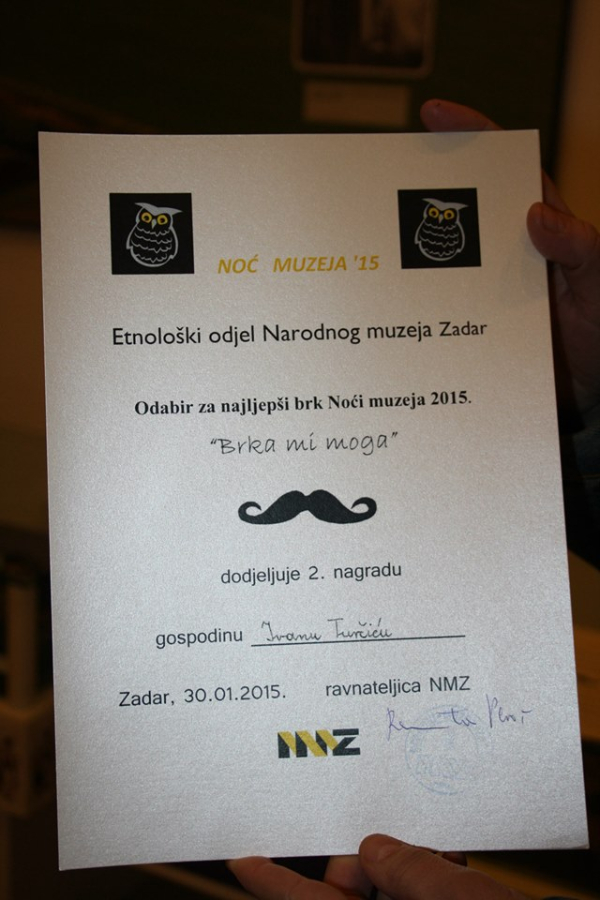 NOĆ MUZEJA '15
Etnološki odjel Narodnog muzeja Zadar
Odabir za najljepši brk Noći muzeja 2015.
"Brka mi moga"
dodjeljuje 2. nagradu
gospodinu Ivanu Turčiću
Zadar, 30.01.2015. ravnateljica NMZ
NMZ